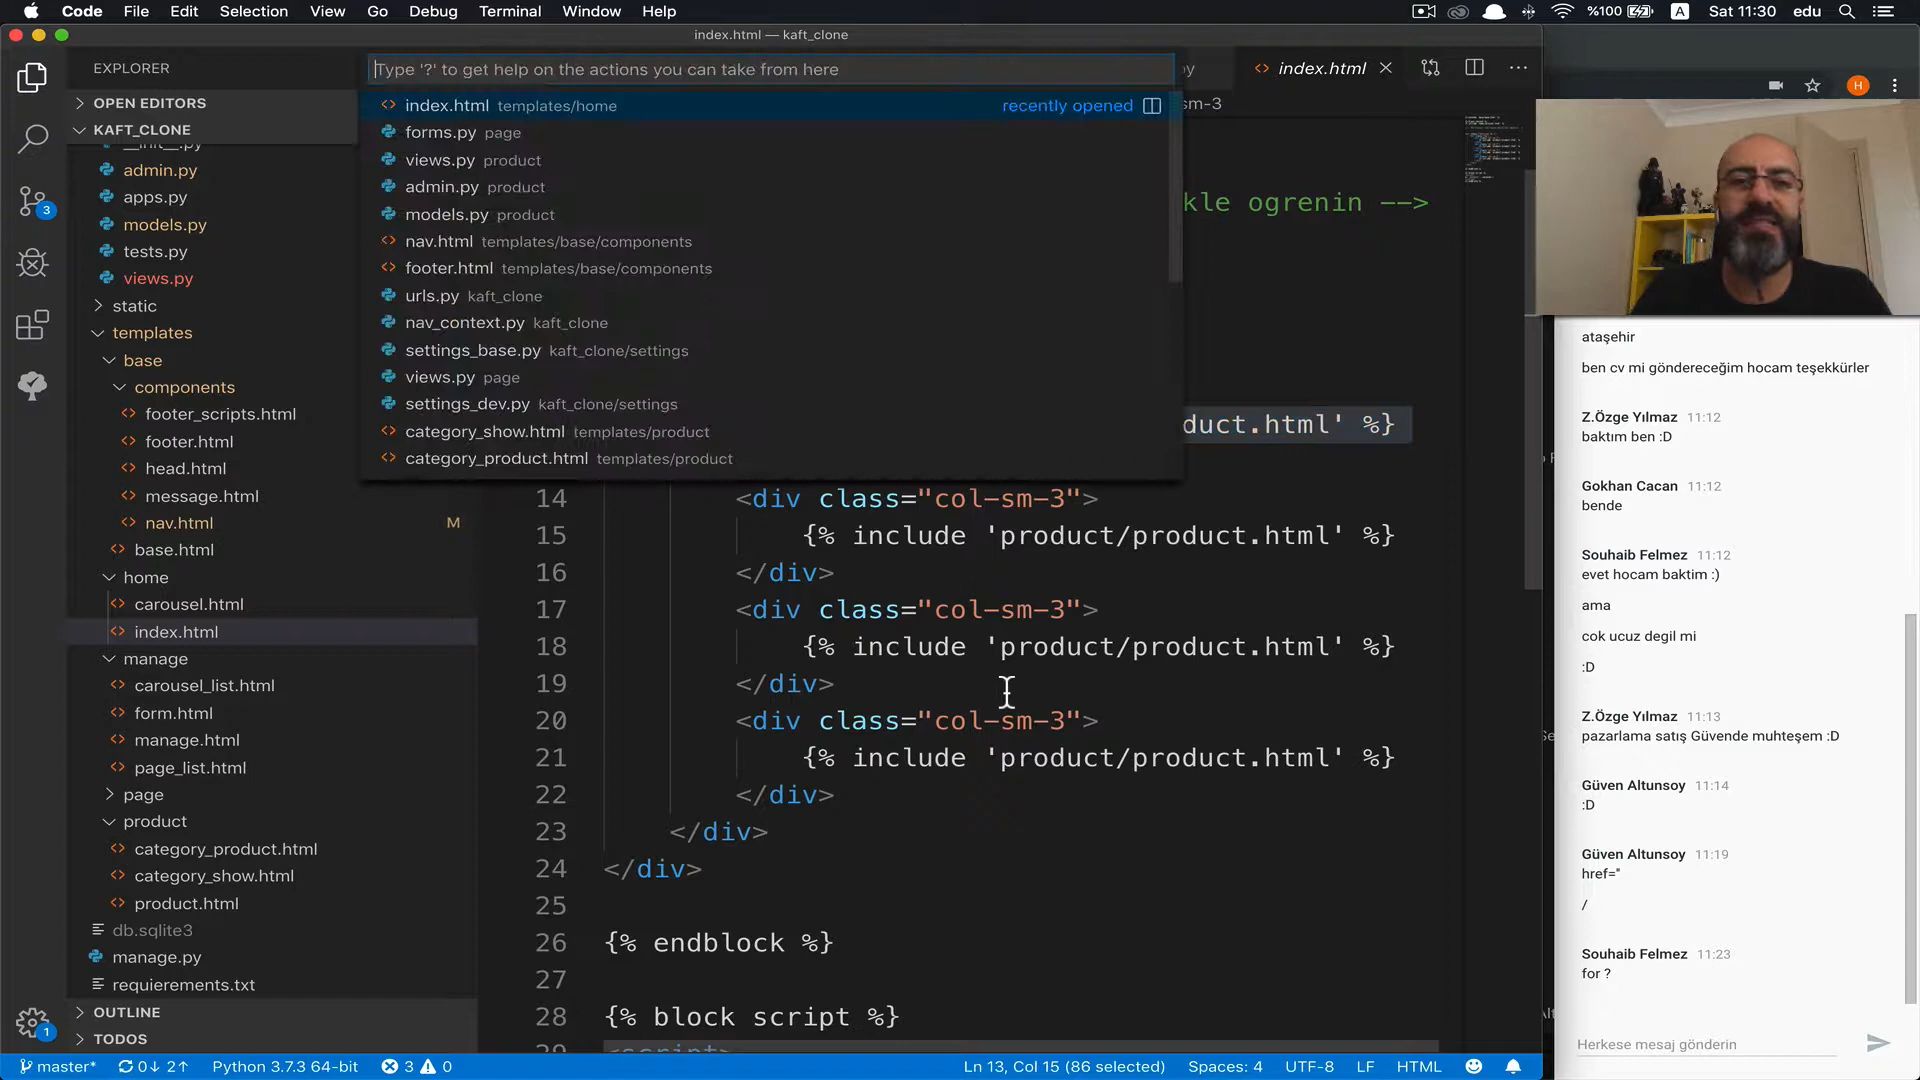 Code File Edit Selection View Go Debug Terminal Window Help %100 A Sat 11:30 edu
index.html — kaft_clone
EXPLORER
OPEN EDITORS
KAFT_CLONE
__init__.py
admin.py
apps.py
models.py
tests.py
views.py
static
templates
base
components
footer_scripts.html
footer.html
head.html
message.html
nav.html M
base.html
home
carousel.html
index.html
manage
carousel_list.html
form.html
manage.html
page_list.html
page
product
category_product.html
category_show.html
product.html
db.sqlite3
manage.py
requierements.txt
OUTLINE
TODOS
3
1
Type '?' to get help on the actions you can take from here
index.html templates/home recently opened
forms.py page
views.py product
admin.py product
models.py product
nav.html templates/base/components
footer.html templates/base/components
urls.py kaft_clone
nav_context.py kaft_clone
settings_base.py kaft_clone/settings
views.py page
settings_dev.py kaft_clone/settings
category_show.html templates/product
category_product.html templates/product
index.html
sm-3
kle ogrenin -->
duct.html' %}
14 <div class="col-sm-3">
15 {% include 'product/product.html' %}
16 </div>
17 <div class="col-sm-3">
18 {% include 'product/product.html' %}
19 </div>
20 <div class="col-sm-3">
21 {% include 'product/product.html' %}
22 </div>
23 </div>
24 </div>
25
26 {% endblock %}
27
28 {% block script %}
29 <script>
master* 0↓ 2↑ Python 3.7.3 64-bit 3 0 Ln 13, Col 15 (86 selected) Spaces: 4 UTF-8 LF HTML
H
ataşehir
ben cv mi göndereceğim hocam teşekkürler
Z.Özge Yılmaz 11:12
baktım ben :D
Gokhan Cacan 11:12
bende
Souhaib Felmez 11:12
evet hocam baktim :)
ama
cok ucuz degil mi
:D
Z.Özge Yılmaz 11:13
pazarlama satış Güvende muhteşem :D
Güven Altunsoy 11:14
:D
Güven Altunsoy 11:19
href="
/
Souhaib Felmez 11:23
for ?
Herkese mesaj gönderin